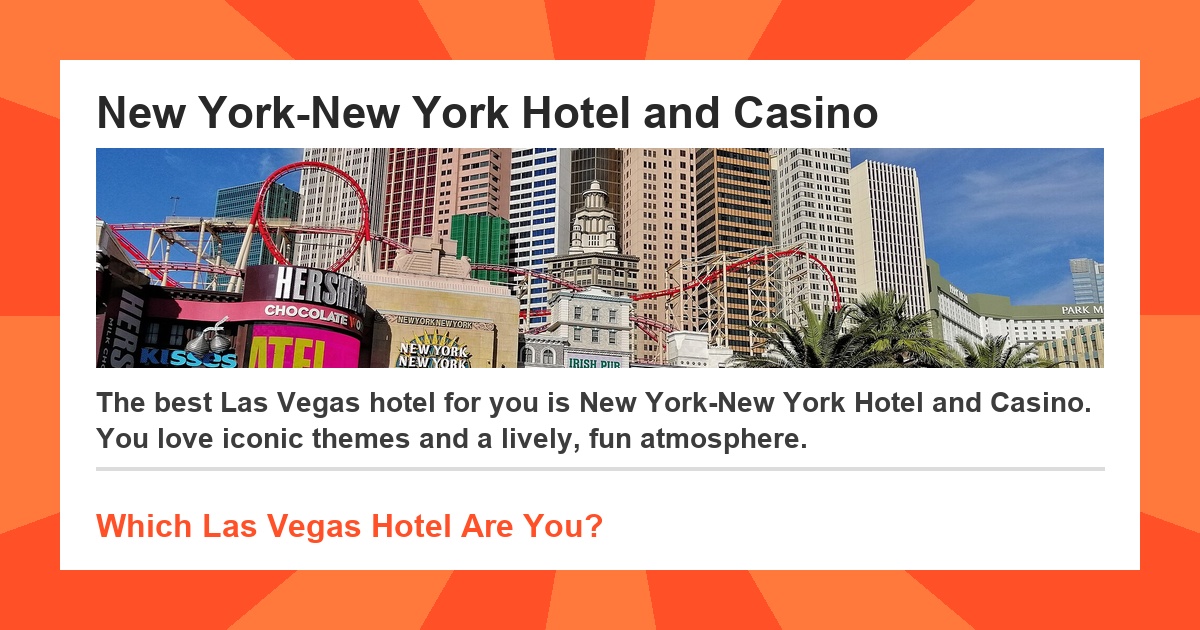 New York-New York Hotel and Casino
HERSHE
CHOCOLATE
HERS
KISSES
NEW YORK NEW YORK
NEW YORK
NEW YORK
IRISH PUB
PARK M
The best Las Vegas hotel for you is New York-New York Hotel and Casino.
You love iconic themes and a lively, fun atmosphere.
Which Las Vegas Hotel Are You?